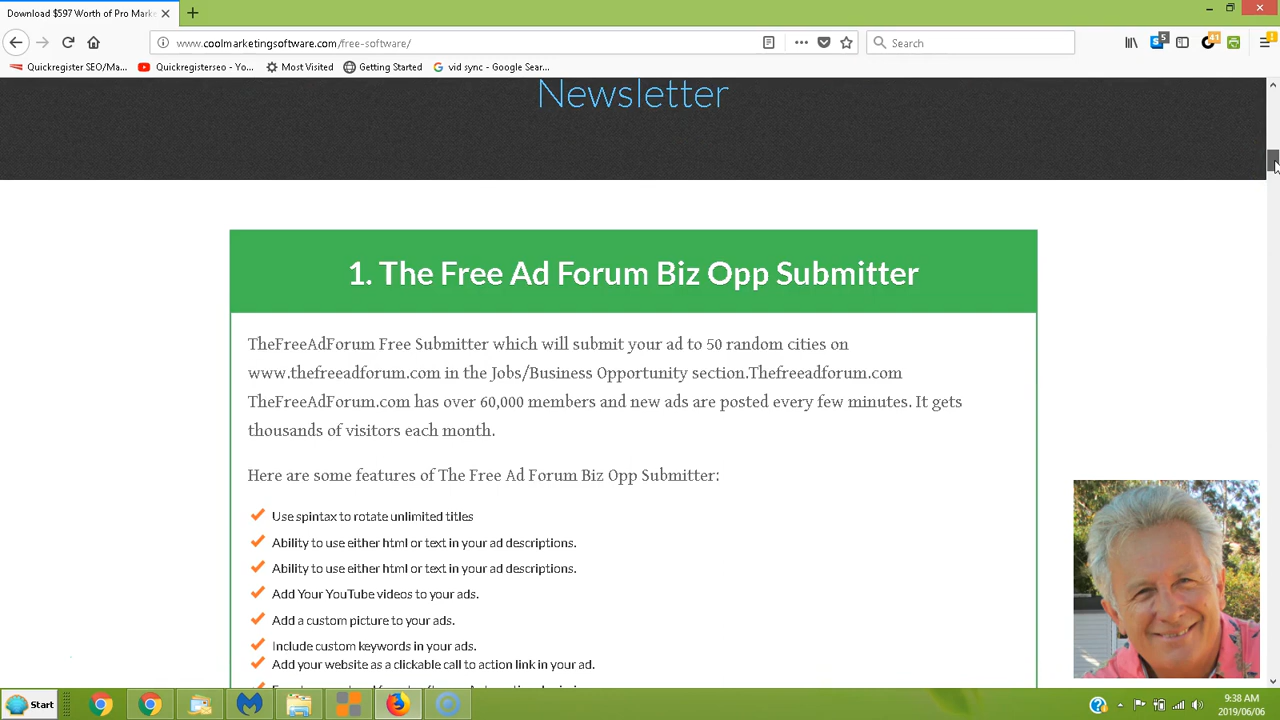 Download $597 Worth of Pro Marke
www.coolmarketingsoftware.com/free-software/
Search
5
41
1
Quickregister SEO/Ma...
Quickregisterseo - Yo...
Most Visited
Getting Started
vid sync - Google Sear...
Newsletter
1. The Free Ad Forum Biz Opp Submitter
TheFreeAdForum Free Submitter which will submit your ad to 50 random cities on
www.thefreeadforum.com in the Jobs/Business Opportunity section.Thefreeadforum.com
TheFreeAdForum.com has over 60,000 members and new ads are posted every few minutes. It gets
thousands of visitors each month.
Here are some features of The Free Ad Forum Biz Opp Submitter:
Use spintax to rotate unlimited titles
Ability to use either html or text in your ad descriptions.
Ability to use either html or text in your ad descriptions.
Add Your YouTube videos to your ads.
Add a custom picture to your ads.
Include custom keywords in your ads.
Add your website as a clickable call to action link in your ad.
Start
9:38 AM
2019/06/06